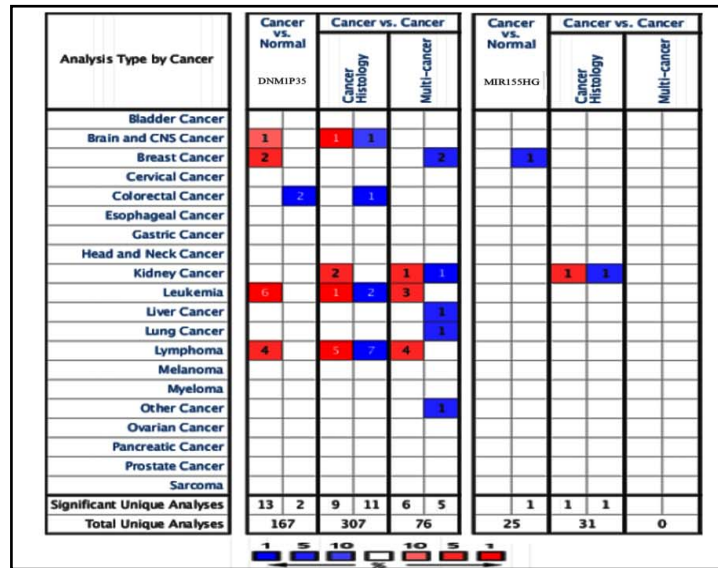 Analysis Type by Cancer
Cancer vs. Normal
DNM1P35
Cancer vs. Cancer
Cancer Histology
Multi-cancer
Cancer vs. Normal
MIR155HG
Cancer vs. Cancer
Cancer Histology
Multi-cancer
Bladder Cancer
Brain and CNS Cancer 1 1 1
Breast Cancer 2 2 1
Cervical Cancer
Colorectal Cancer 2 1
Esophageal Cancer
Gastric Cancer
Head and Neck Cancer
Kidney Cancer 2 1 1 1 1
Leukemia 6 1 2 3
Liver Cancer 1
Lung Cancer 1
Lymphoma 4 5 7 4
Melanoma
Myeloma
Other Cancer 1
Ovarian Cancer
Pancreatic Cancer
Prostate Cancer
Sarcoma
Significant Unique Analyses 13 2 9 11 6 5 1 1 1
Total Unique Analyses 167 307 76 25 31 0
1 5 10 10 5 1
%